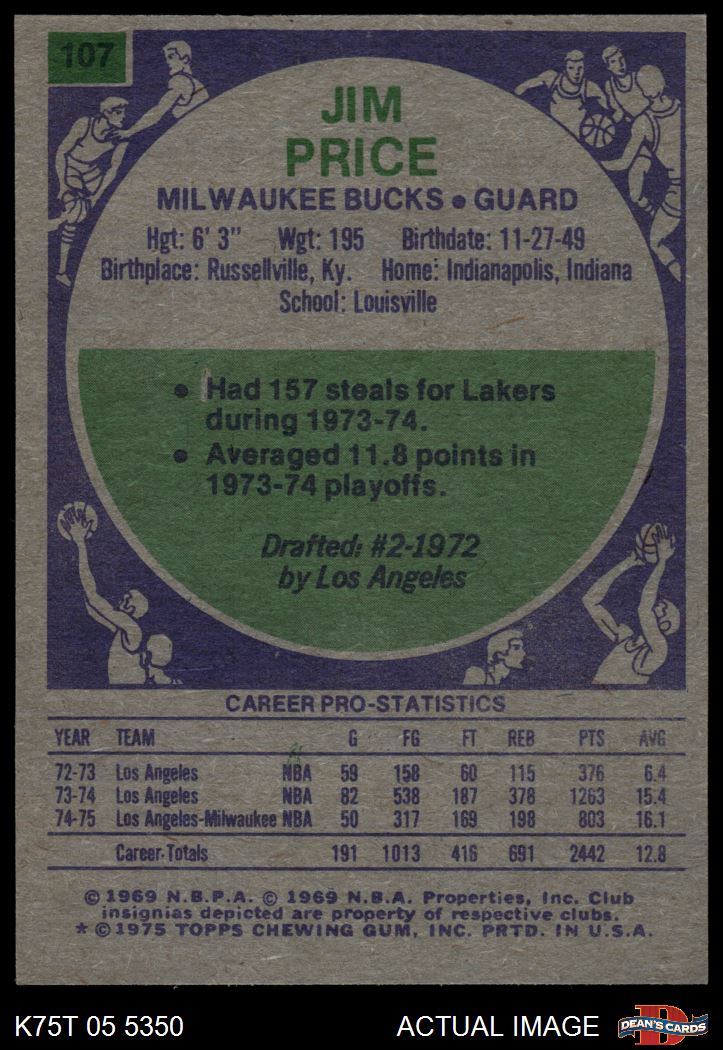 107
JIM
PRICE
MILWAUKEE BUCKS • GUARD
Hgt: 6' 3" Wgt: 195 Birthdate: 11-27-49
Birthplace: Russellville, Ky. Home: Indianapolis, Indiana
School: Louisville
• Had 157 steals for Lakers
during 1973-74.
• Averaged 11.8 points in
1973-74 playoffs.
Drafted: #2-1972
by Los Angeles
CAREER PRO-STATISTICS
YEAR TEAM G FG FT REB PTS AVG
72-73 Los Angeles NBA 59 158 60 115 376 6.4
73-74 Los Angeles NBA 82 538 187 378 1263 15.4
74-75 Los Angeles-Milwaukee NBA 50 317 169 198 803 16.1
Career-Totals 191 1013 416 691 2442 12.8
© 1969 N.B.P.A. © 1969 N.B.A. Properties, Inc. Club
insignias depicted are property of respective clubs.
* © 1975 TOPPS CHEWING GUM, INC. PRTD. IN U.S.A.
K75T 05 5350 ACTUAL IMAGE DEAN'S CARDS